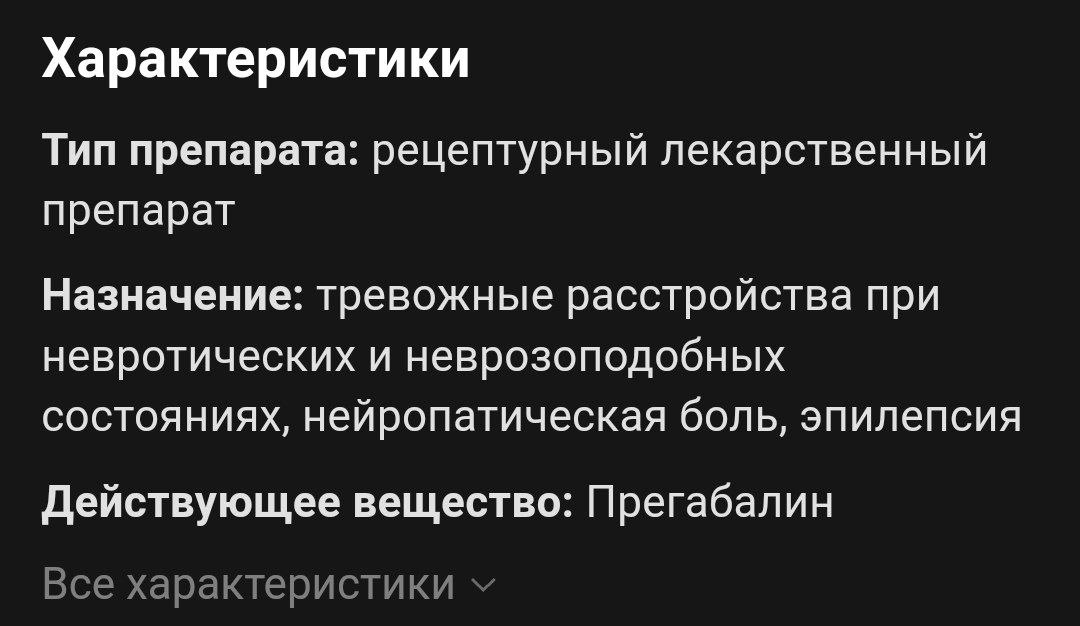 Характеристики
Тип препарата: рецептурный лекарственный
препарат
Назначение: тревожные расстройства при
невротических и неврозоподобных
состояниях, нейропатическая боль, эпилепсия
Действующее вещество: Прегабалин
Все характеристики